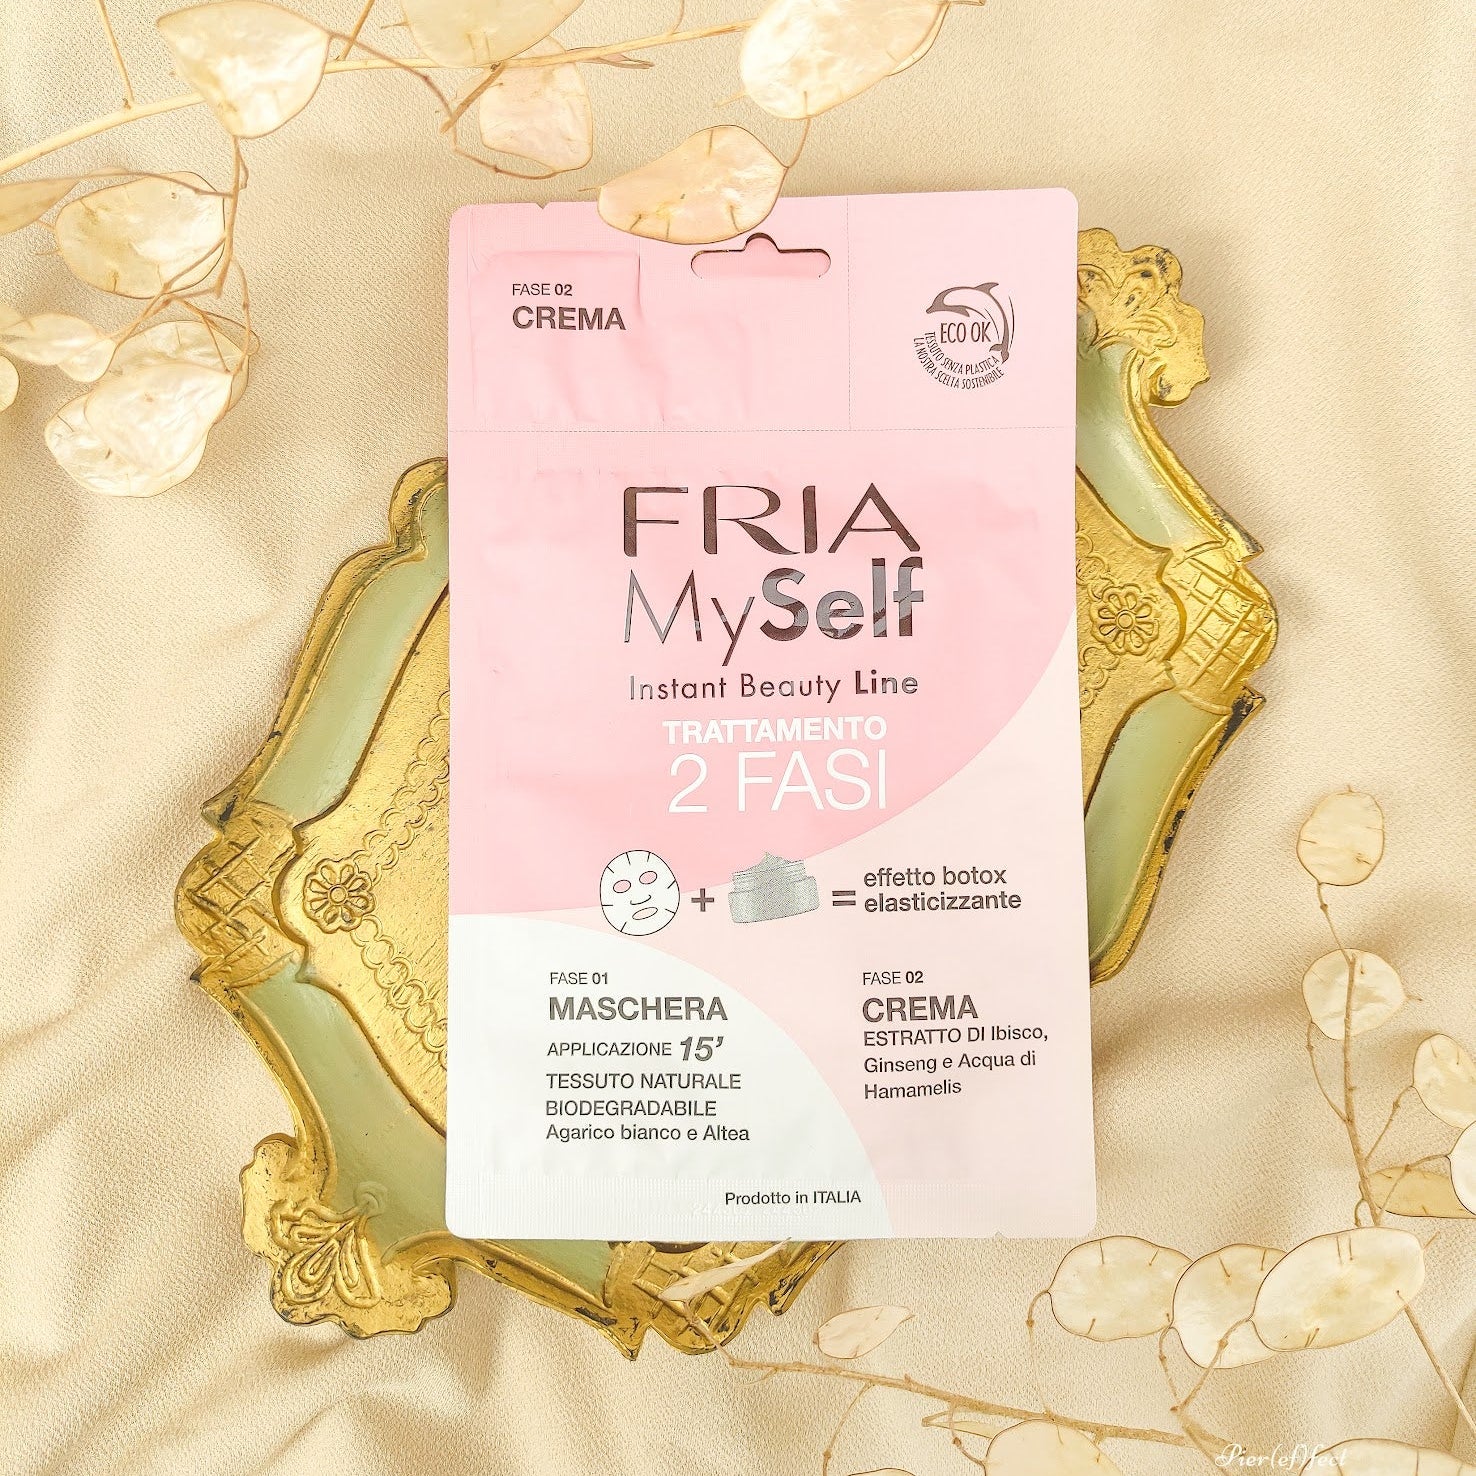 FASE 02
CREMA
ECO OK
TESSUTO SENZA PLASTICA
LA NOSTRA SCELTA SOSTENIBILE
FRIA
MySelf
Instant Beauty Line
TRATTAMENTO
2 FASI
+ = effetto botox
elasticizzante
FASE 01
MASCHERA
APPLICAZIONE 15’
TESSUTO NATURALE
BIODEGRADABILE
Agarico bianco e Altea
FASE 02
CREMA
ESTRATTO DI Ibisco,
Ginseng e Acqua di
Hamamelis
Prodotto in ITALIA
Pier(ef)fect